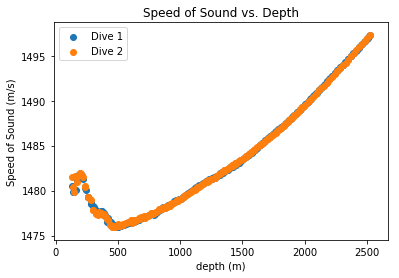 Speed of Sound vs. Depth
Dive 1
Dive 2
1495
1490
1485
1480
1475
Speed of Sound (m/s)
0 500 1000 1500 2000 2500
depth (m)